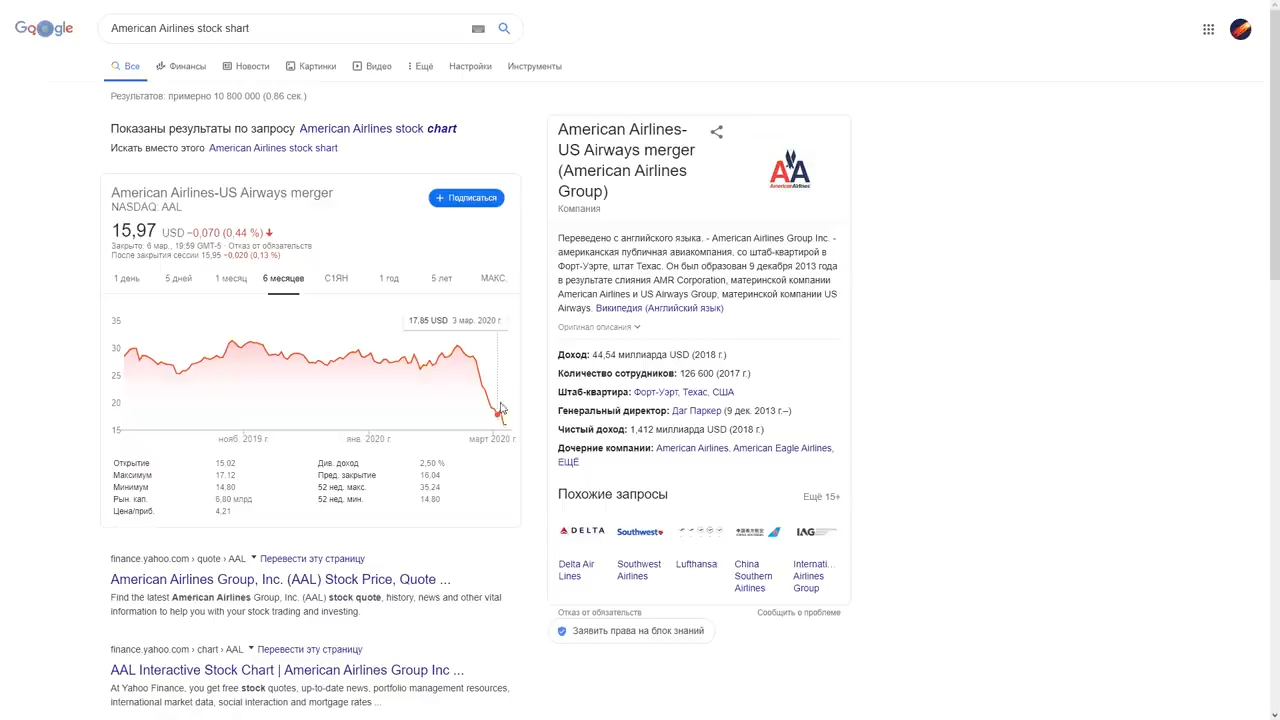 Google
American Airlines stock shart
Все
Финансы
Новости
Картинки
Видео
Ещё
Настройки
Инструменты
Результатов: примерно 10 800 000 (0,86 сек.)
Показаны результаты по запросу American Airlines stock chart
Искать вместо этого American Airlines stock shart
American Airlines-US Airways merger
NASDAQ: AAL
Подписаться
15,97 USD −0,070 (0,44 %)
Закрыто: 6 мар., 19:59 GMT-5 · Отказ от обязательств
После закрытия сессии 15,95 −0,020 (0,13 %)
1 день
5 дней
1 месяц
6 месяцев
С1ЯН
1 год
5 лет
МАКС.
17,85 USD 3 мар. 2020 г.
35
30
25
20
15
нояб. 2019 г.
янв. 2020 г.
март 2020 г.
Открытие 15,02 Див. доход 2,50 %
Максимум 17,12 Пред. закрытие 16,04
Минимум 14,80 52 нед. макс. 35,24
Рын. кап. 6,80 млрд 52 нед. мин. 14,80
Цена/приб. 4,21
finance.yahoo.com › quote › AAL Перевести эту страницу
American Airlines Group, Inc. (AAL) Stock Price, Quote ...
Find the latest American Airlines Group, Inc. (AAL) stock quote, history, news and other vital
information to help you with your stock trading and investing.
finance.yahoo.com › chart › AAL Перевести эту страницу
AAL Interactive Stock Chart | American Airlines Group Inc ...
At Yahoo Finance, you get free stock quotes, up-to-date news, portfolio management resources,
international market data, social interaction and mortgage rates ...
American Airlines-
US Airways merger
(American Airlines
Group)
Компания
AA
AmericanAirlines
Переведено с английского языка. - American Airlines Group Inc. -
американская публичная авиакомпания, со штаб-квартирой в
Форт-Уэрте, штат Техас. Он был образован 9 декабря 2013 года
в результате слияния AMR Corporation, материнской компании
American Airlines и US Airways Group, материнской компании US
Airways. Википедия (Английский язык)
Оригинал описания
Доход: 44,54 миллиарда USD (2018 г.)
Количество сотрудников: 126 600 (2017 г.)
Штаб-квартира: Форт-Уэрт, Техас, США
Генеральный директор: Даг Паркер (9 дек. 2013 г.–)
Чистый доход: 1,412 миллиарда USD (2018 г.)
Дочерние компании: American Airlines, American Eagle Airlines,
ЕЩЁ
Похожие запросы
Ещё 15+
DELTA
Southwest
IAG
Delta Air
Lines
Southwest
Airlines
Lufthansa
China
Southern
Airlines
Internati...
Airlines
Group
Отказ от обязательств
Сообщить о проблеме
Заявить права на блок знаний